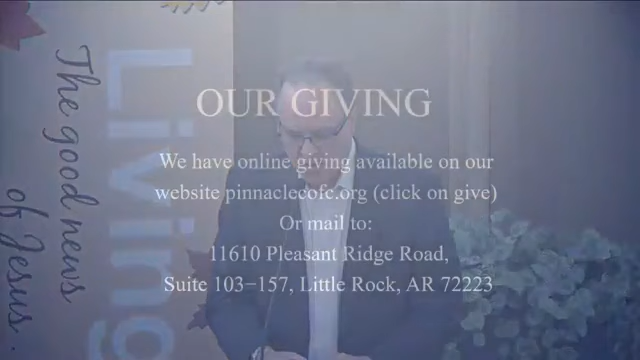 OUR GIVING
We have online giving available on our
website pinnaclecofc.org (click on give)
Or mail to:
11610 Pleasant Ridge Road,
Suite 103-157, Little Rock, AR 72223
Living
The good news
of Jesus.